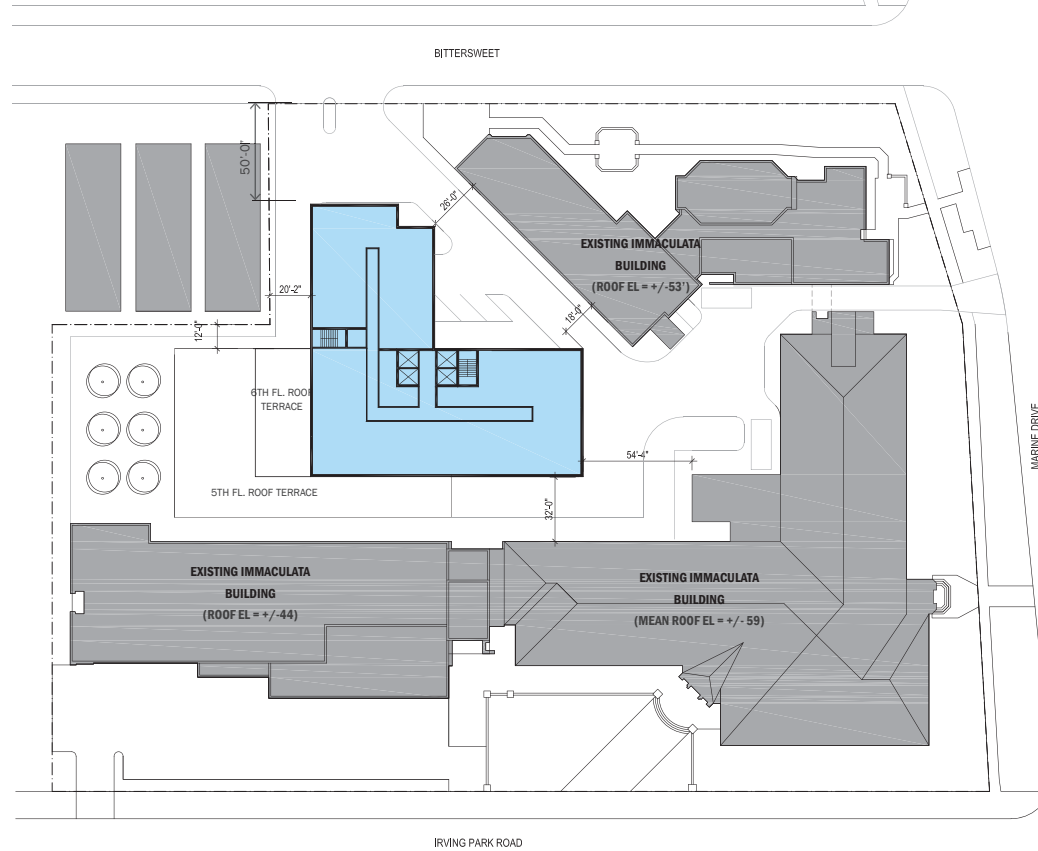 BITTERSWEET
50'-0"
26'-0"
EXISTING IMMACULATA
BUILDING
(ROOF EL = +/-53')
20'-2"
18'-0"
12'-0"
6TH FL. ROOF
TERRACE
MARINE DRIVE
54'-4"
5TH FL. ROOF TERRACE
32'-0"
EXISTING IMMACULATA
BUILDING
(ROOF EL = +/-44)
EXISTING IMMACULATA
BUILDING
(MEAN ROOF EL = +/- 59)
IRVING PARK ROAD